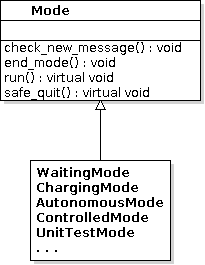 Mode
check_new_message() : void
end_mode() : void
run() : virtual void
safe_quit() : virtual void
WaitingMode
ChargingMode
AutonomousMode
ControlledMode
UnitTestMode
. . .